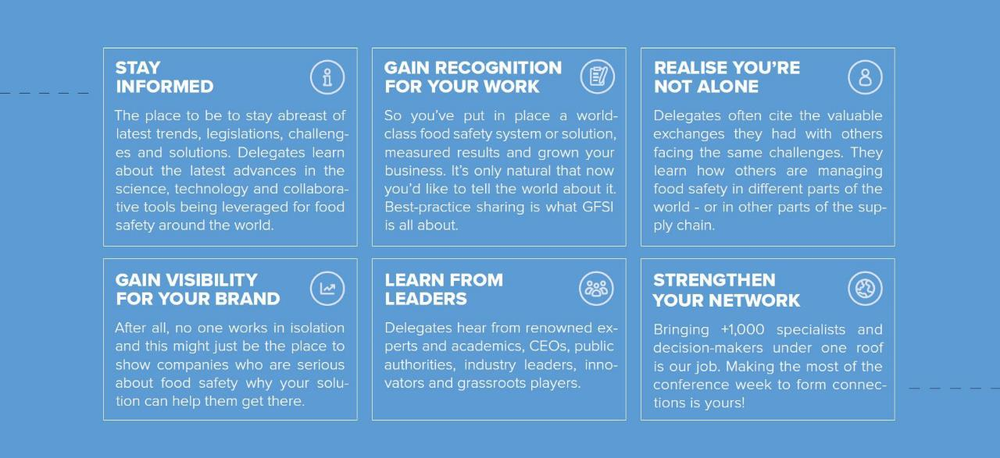 STAY
INFORMED
The place to be to stay abreast of
latest trends, legislations, challeng-
es and solutions. Delegates learn
about the latest advances in the
science, technology and collabora-
tive tools being leveraged for food
safety around the world.
GAIN RECOGNITION
FOR YOUR WORK
So you've put in place a world-
class food safety system or solution,
measured results and grown your
business. It's only natural that now
you'd like to tell the world about it.
Best-practice sharing is what GFSI
is all about.
REALISE YOU'RE
NOT ALONE
Delegates often cite the valuable
exchanges they had with others
facing the same challenges. They
learn how others are managing
food safety in different parts of the
world - or in other parts of the sup-
ply chain.
GAIN VISIBILITY
FOR YOUR BRAND
After all, no one works in isolation
and this might just be the place to
show companies who are serious
about food safety why your solu-
tion can help them get there.
LEARN FROM
LEADERS
Delegates hear from renowned ex-
perts and academics, CEOs, public
authorities, industry leaders, inno-
vators and grassroots players.
STRENGTHEN
YOUR NETWORK
Bringing +1,000 specialists and
decision-makers under one roof
is our job. Making the most of the
conference week to form connec-
tions is yours!